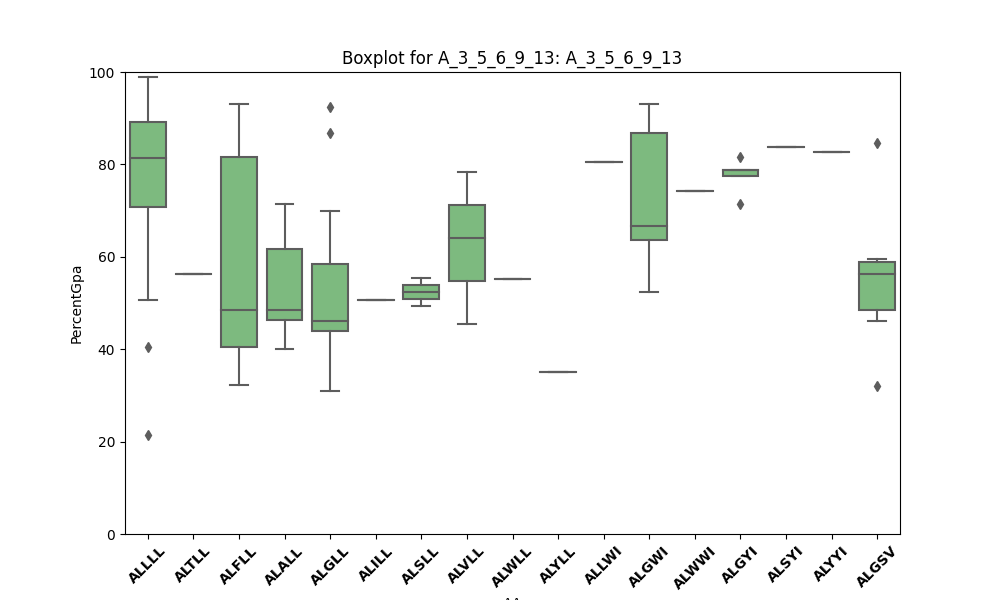 Boxplot for A_3_5_6_9_13: A_3_5_6_9_13
100
80
60
40
20
0
PercentGpa
ALLLL
ALTLL
ALFLL
ALALL
ALGLL
ALILL
ALSLL
ALVLL
ALWLL
ALYLL
ALLWI
ALGWI
ALWWI
ALGYI
ALSYI
ALYYI
ALGSV